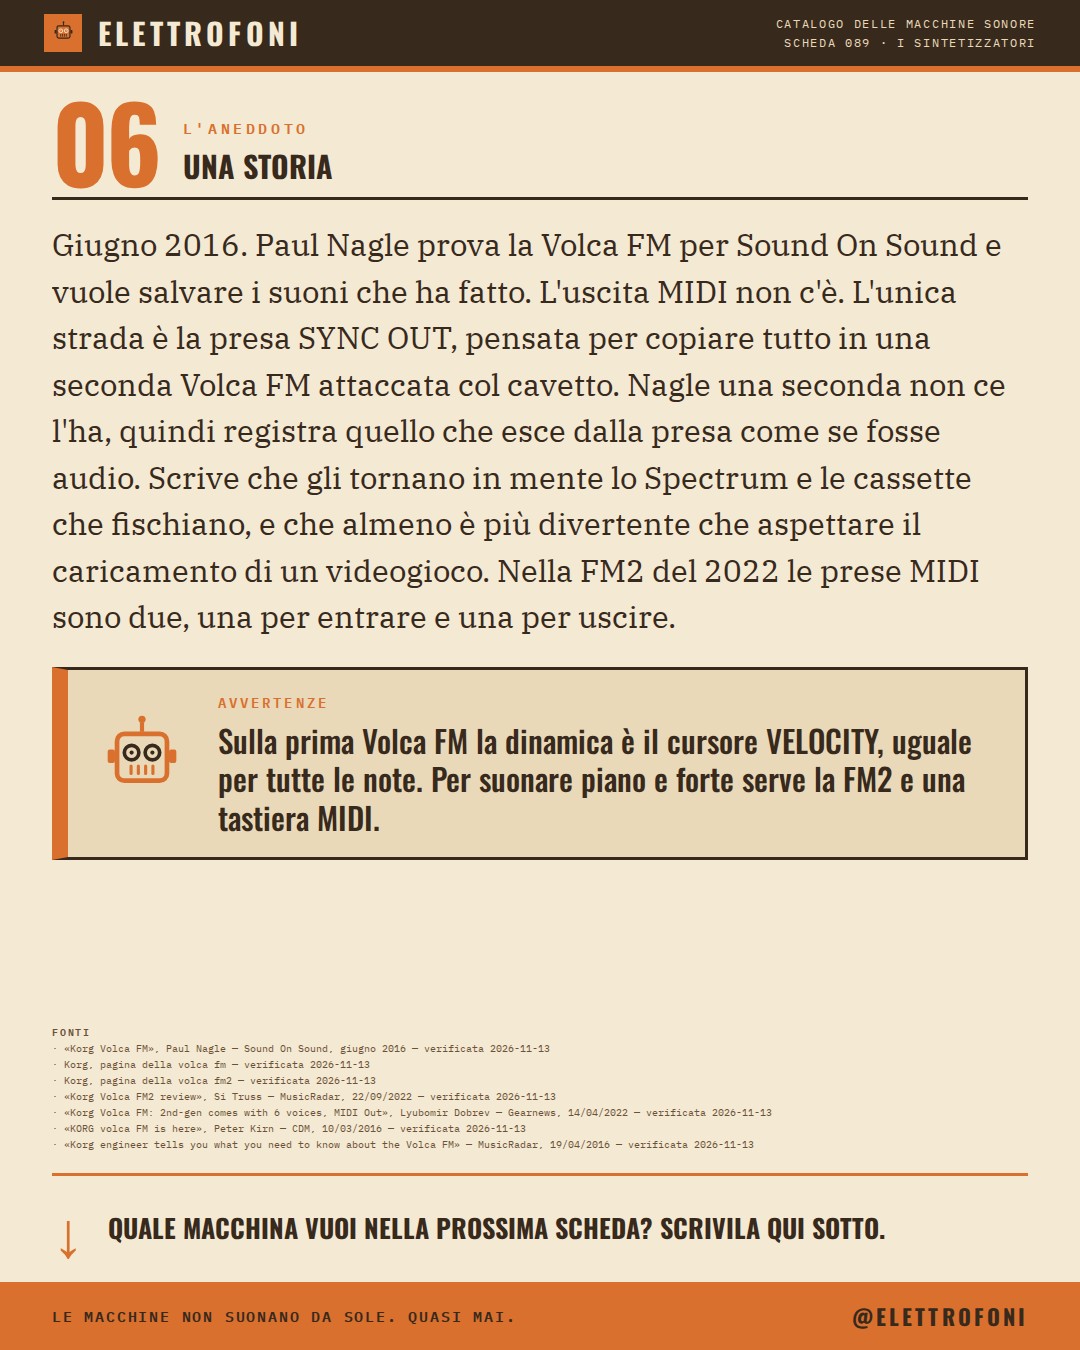 ELETTROFONI
CATALOGO DELLE MACCHINE SONORE
SCHEDA 089 · I SINTETIZZATORI
06
L'ANEDDOTO
UNA STORIA
Giugno 2016. Paul Nagle prova la Volca FM per Sound On Sound e
vuole salvare i suoni che ha fatto. L'uscita MIDI non c'è. L'unica
strada è la presa SYNC OUT, pensata per copiare tutto in una
seconda Volca FM attaccata col cavetto. Nagle una seconda non ce
l'ha, quindi registra quello che esce dalla presa come se fosse
audio. Scrive che gli tornano in mente lo Spectrum e le cassette
che fischiano, e che almeno è più divertente che aspettare il
caricamento di un videogioco. Nella FM2 del 2022 le prese MIDI
sono due, una per entrare e una per uscire.
AVVERTENZE
Sulla prima Volca FM la dinamica è il cursore VELOCITY, uguale
per tutte le note. Per suonare piano e forte serve la FM2 e una
tastiera MIDI.
FONTI
· «Korg Volca FM», Paul Nagle — Sound On Sound, giugno 2016 — verificata 2026-11-13
· Korg, pagina della volca fm — verificata 2026-11-13
· Korg, pagina della volca fm2 — verificata 2026-11-13
· «Korg Volca FM2 review», Si Truss — MusicRadar, 22/09/2022 — verificata 2026-11-13
· «Korg Volca FM: 2nd-gen comes with 6 voices, MIDI Out», Lyubomir Dobrev — Gearnews, 14/04/2022 — verificata 2026-11-13
· «KORG volca FM is here», Peter Kirn — CDM, 10/03/2016 — verificata 2026-11-13
· «Korg engineer tells you what you need to know about the Volca FM» — MusicRadar, 19/04/2016 — verificata 2026-11-13
↓ QUALE MACCHINA VUOI NELLA PROSSIMA SCHEDA? SCRIVILA QUI SOTTO.
LE MACCHINE NON SUONANO DA SOLE. QUASI MAI.
@ELETTROFONI